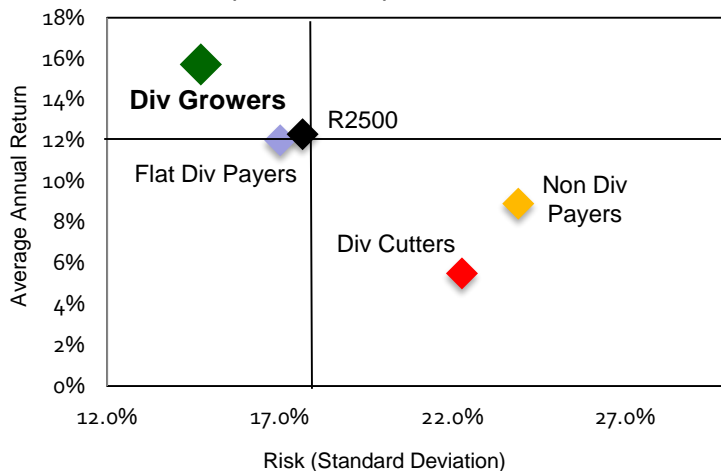 18%
16%
14%
12%
10%
8%
6%
4%
2%
0%
Average Annual Return
Div Growers
R2500
Flat Div Payers
Non Div
Payers
Div Cutters
12.0%
17.0%
22.0%
27.0%
Risk (Standard Deviation)